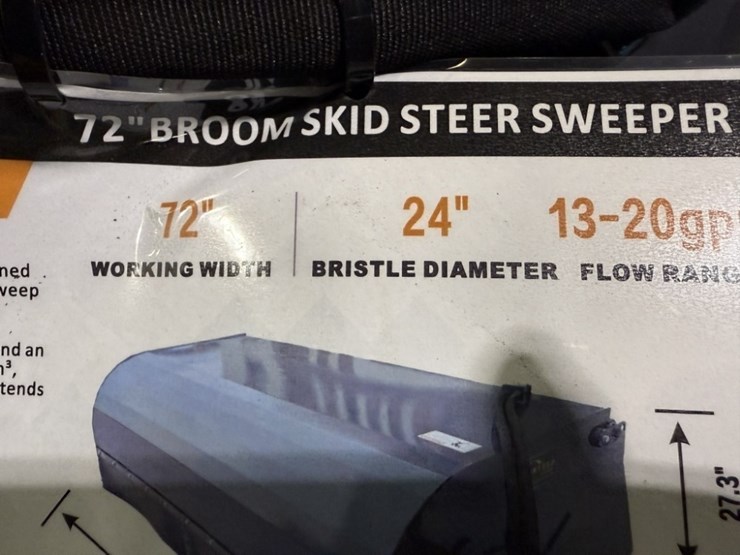 72" BROOM SKID STEER SWEEPER
72"
WORKING WIDTH
24"
BRISTLE DIAMETER
13-20gp
FLOW RANG
ned
weep
nd an
tends
27.3"